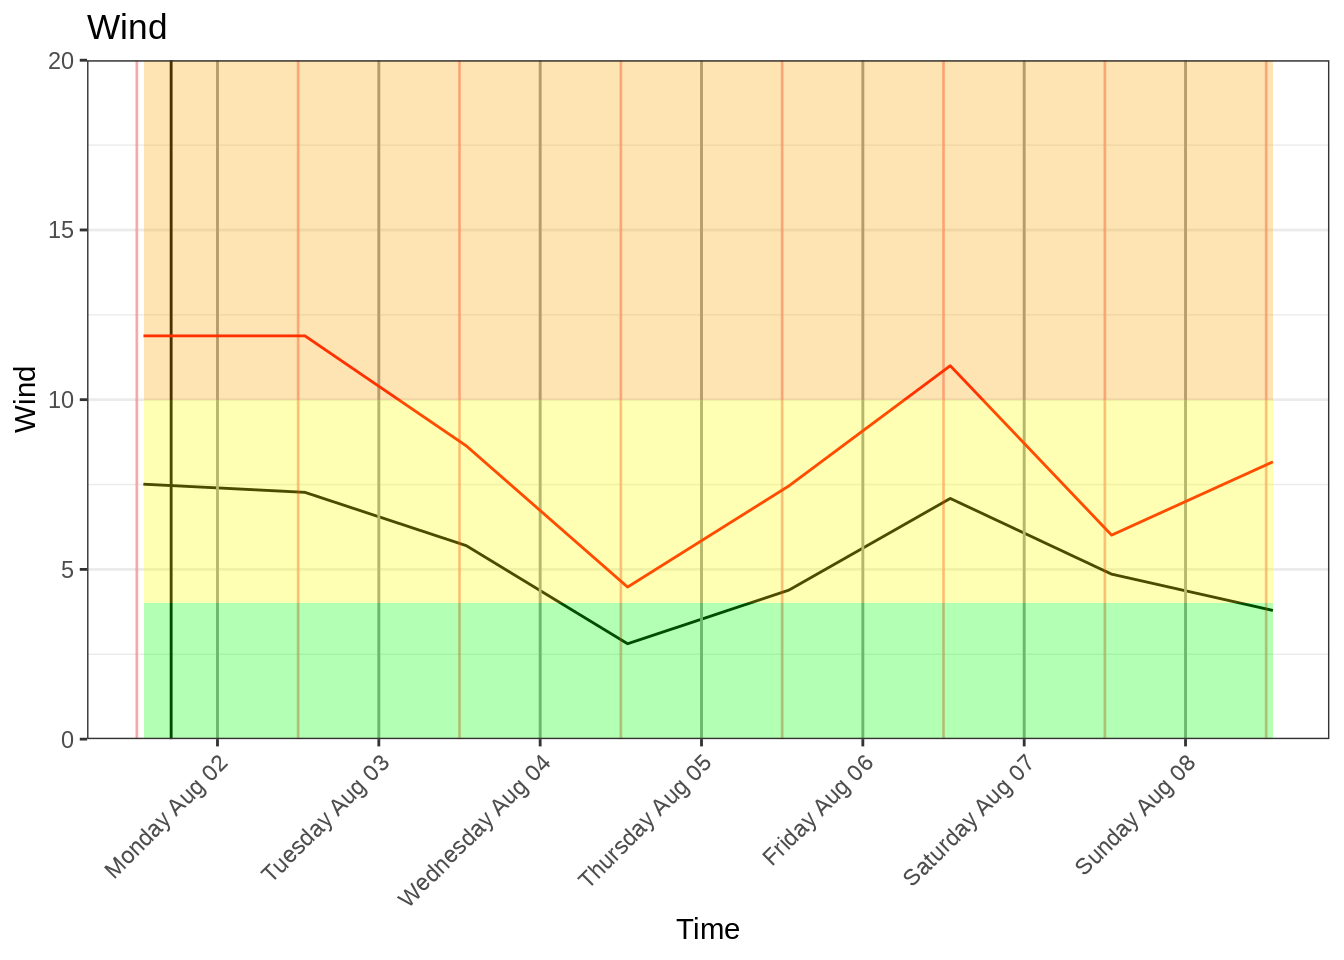 Wind
20
15
10
5
0
Wind
Monday Aug 02
Tuesday Aug 03
Wednesday Aug 04
Thursday Aug 05
Friday Aug 06
Saturday Aug 07
Sunday Aug 08
Time